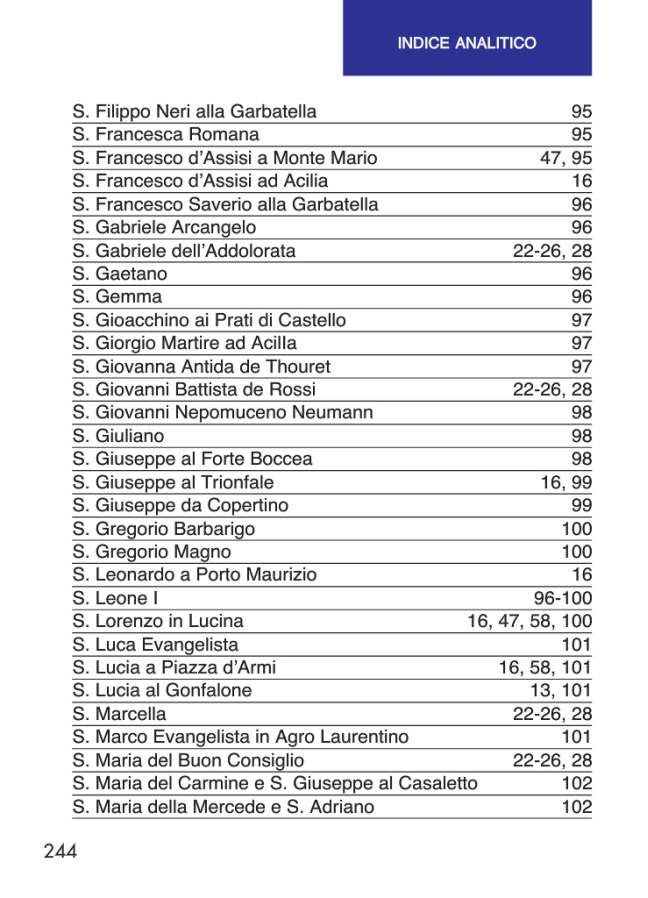 INDICE ANALITICO
S. Filippo Neri alla Garbatella 95
S. Francesca Romana 95
S. Francesco d’Assisi a Monte Mario 47, 95
S. Francesco d’Assisi ad Acilia 16
S. Francesco Saverio alla Garbatella 96
S. Gabriele Arcangelo 96
S. Gabriele dell’Addolorata 22-26, 28
S. Gaetano 96
S. Gemma 96
S. Gioacchino ai Prati di Castello 97
S. Giorgio Martire ad Acilla 97
S. Giovanna Antida de Thouret 97
S. Giovanni Battista de Rossi 22-26, 28
S. Giovanni Nepomuceno Neumann 98
S. Giuliano 98
S. Giuseppe al Forte Boccea 98
S. Giuseppe al Trionfale 16, 99
S. Giuseppe da Copertino 99
S. Gregorio Barbarigo 100
S. Gregorio Magno 100
S. Leonardo a Porto Maurizio 16
S. Leone I 96-100
S. Lorenzo in Lucina 16, 47, 58, 100
S. Luca Evangelista 101
S. Lucia a Piazza d’Armi 16, 58, 101
S. Lucia al Gonfalone 13, 101
S. Marcella 22-26, 28
S. Marco Evangelista in Agro Laurentino 101
S. Maria del Buon Consiglio 22-26, 28
S. Maria del Carmine e S. Giuseppe al Casaletto 102
S. Maria della Mercede e S. Adriano 102
244